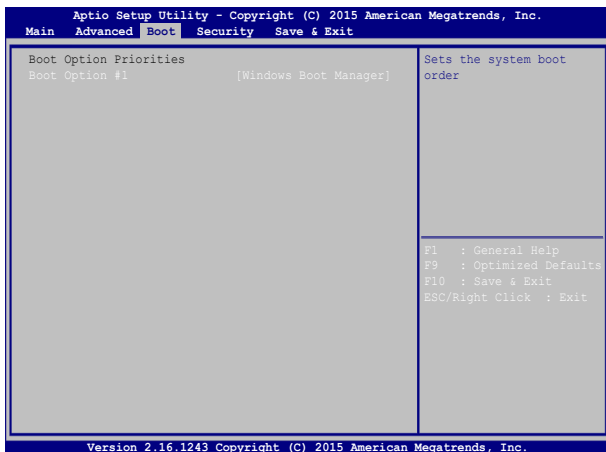 Aptio Setup Utility - Copyright (C) 2015 American Megatrends, Inc.
Main Advanced Boot Security Save & Exit
Boot Option Priorities
Boot Option #1 [Windows Boot Manager]
Sets the system boot
order
F1 : General Help
F9 : Optimized Defaults
F10 : Save & Exit
ESC/Right Click : Exit
Version 2.16.1243 Copyright (C) 2015 American Megatrends, Inc.